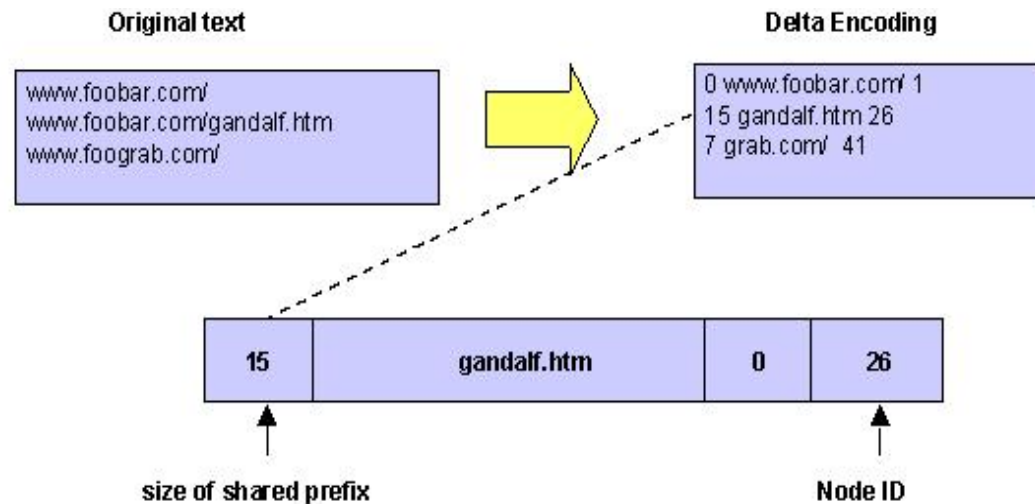 Original text
Delta Encoding
www.foobar.com/
www.foobar.com/gandalf.htm
www.foograb.com/
0 www.foobar.com/ 1
15 gandalf.htm 26
7 grab.com/ 41
15 gandalf.htm 0 26
size of shared prefix
Node ID